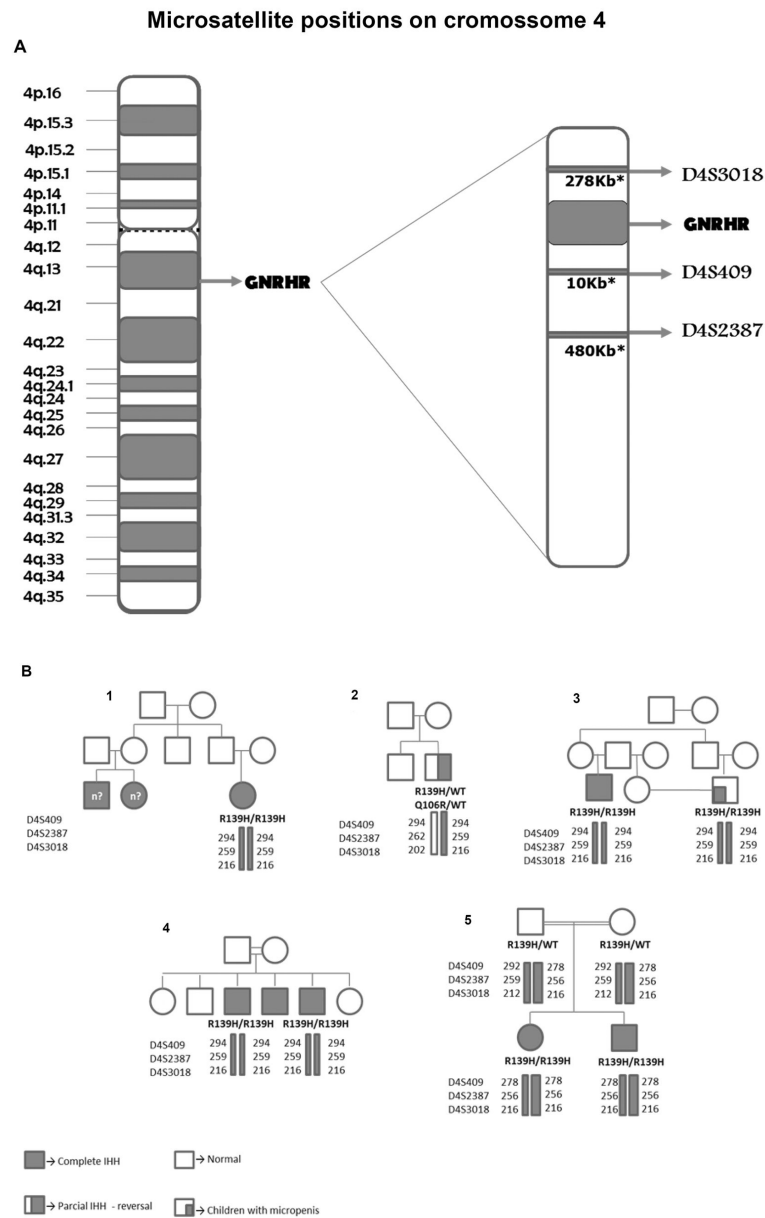 Microsatellite positions on cromossome 4
A
4p.16
4p.15.3
4p.15.2
4p.15.1
4p.14
4p.11.1
4p.11
4q.12
4q.13
4q.21
4q.22
4q.23
4q.24.1
4q.24
4q.25
4q.26
4q.27
4q.28
4q.29
4q.31.3
4q.32
4q.33
4q.34
4q.35
GNRHR
D4S3018
278Kb*
GNRHR
D4S409
10Kb*
D4S2387
480Kb*
B
1
n? n?
R139H/R139H
D4S409 294 294
D4S2387 259 259
D4S3018 216 216
2
R139H/WT
Q106R/WT
D4S409 294 294
D4S2387 262 259
D4S3018 202 216
3
R139H/R139H R139H/R139H
D4S409 294 294 294 294
D4S2387 259 259 259 259
D4S3018 216 216 216 216
4
R139H/R139H R139H/R139H
D4S409 294 294 294 294
D4S2387 259 259 259 259
D4S3018 216 216 216 216
5
R139H/WT R139H/WT
D4S409 292 278 292 278
D4S2387 259 256 259 256
D4S3018 212 216 212 216
R139H/R139H R139H/R139H
D4S409 278 278 278 278
D4S2387 256 256 256 256
D4S3018 216 216 216 216
→ Complete IHH → Normal
→ Parcial IHH - reversal → Children with micropenis